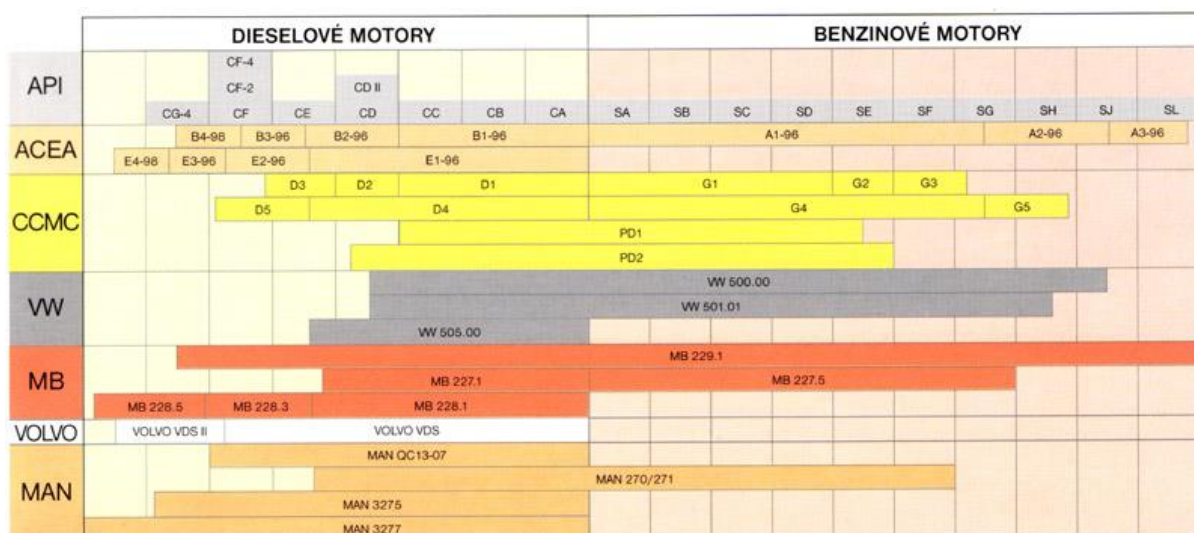 DIESELOVÉ MOTORY BENZINOVÉ MOTORY
API
CF-4
CF-2 CD II
CG-4 CF CE CD CC CB CA SA SB SC SD SE SF SG SH SJ SL
ACEA
B4-98 B3-96 B2-96 B1-96 A1-96 A2-96 A3-96
E4-98 E3-96 E2-96 E1-96
CCMC
D3 D2 D1 G1 G2 G3
D5 D4 G4 G5
PD1
PD2
VW
VW 500.00
VW 501.01
VW 505.00
MB
MB 229.1
MB 227.1 MB 227.5
MB 228.5 MB 228.3 MB 228.1
VOLVO VOLVO VDS II VOLVO VDS
MAN
MAN QC13-07
MAN 270/271
MAN 3275
MAN 3277